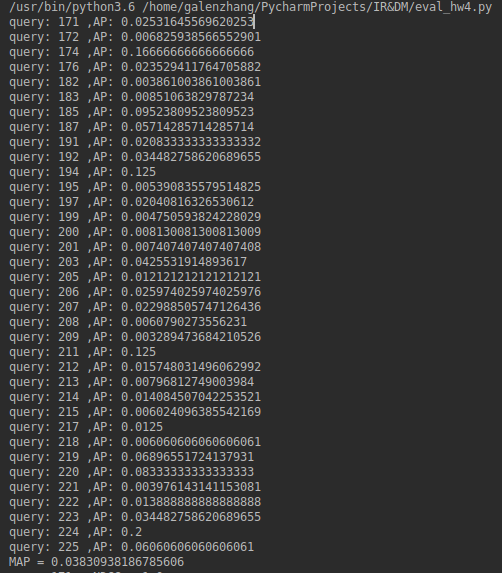 /usr/bin/python3.6 /home/galenzhang/PycharmProjects/IR&DM/eval_hw4.py
query: 171 ,AP: 0.02531645569620253
query: 172 ,AP: 0.006825938566552901
query: 174 ,AP: 0.16666666666666666
query: 176 ,AP: 0.023529411764705882
query: 182 ,AP: 0.003861003861003861
query: 183 ,AP: 0.00851063829787234
query: 185 ,AP: 0.09523809523809523
query: 187 ,AP: 0.05714285714285714
query: 191 ,AP: 0.020833333333333332
query: 192 ,AP: 0.034482758620689655
query: 194 ,AP: 0.125
query: 195 ,AP: 0.005390835579514825
query: 197 ,AP: 0.02040816326530612
query: 199 ,AP: 0.004750593824228029
query: 200 ,AP: 0.008130081300813009
query: 201 ,AP: 0.007407407407407408
query: 203 ,AP: 0.0425531914893617
query: 205 ,AP: 0.012121212121212121
query: 206 ,AP: 0.025974025974025976
query: 207 ,AP: 0.022988505747126436
query: 208 ,AP: 0.0060790273556231
query: 209 ,AP: 0.003289473684210526
query: 211 ,AP: 0.125
query: 212 ,AP: 0.015748031496062992
query: 213 ,AP: 0.00796812749003984
query: 214 ,AP: 0.014084507042253521
query: 215 ,AP: 0.006024096385542169
query: 217 ,AP: 0.0125
query: 218 ,AP: 0.006060606060606061
query: 219 ,AP: 0.06896551724137931
query: 220 ,AP: 0.08333333333333333
query: 221 ,AP: 0.003976143141153081
query: 222 ,AP: 0.013888888888888888
query: 223 ,AP: 0.034482758620689655
query: 224 ,AP: 0.2
query: 225 ,AP: 0.06060606060606061
MAP = 0.03830938186785606